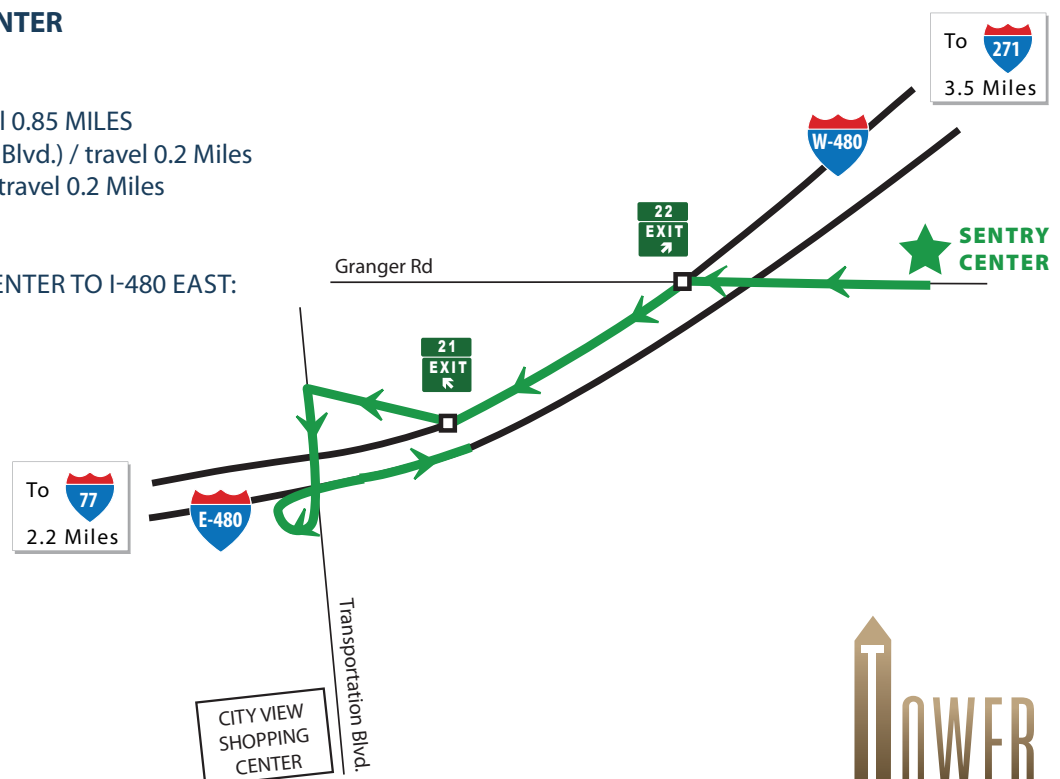 NTER
l 0.85 MILES
Blvd.) / travel 0.2 Miles
travel 0.2 Miles
ENTER TO I-480 EAST:
To 271
3.5 Miles
W-480
22
EXIT
SENTRY
CENTER
Granger Rd
21
EXIT
To 77
2.2 Miles
E-480
Transportation Blvd.
CITY VIEW
SHOPPING
CENTER
TOWER